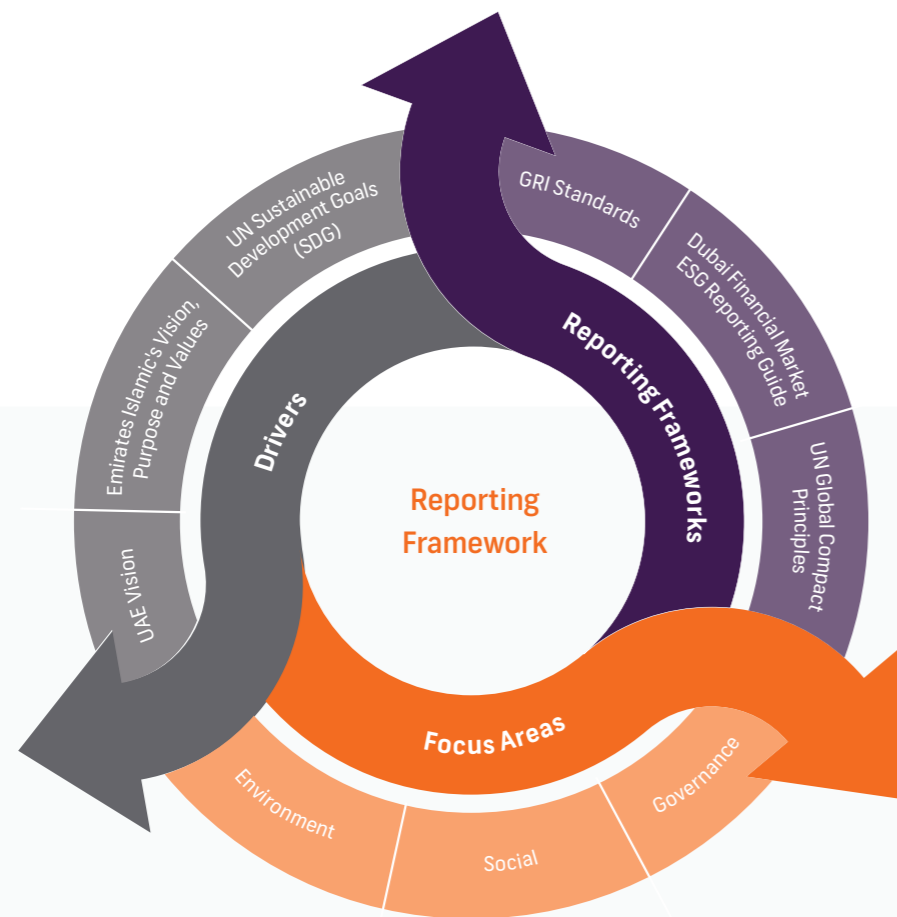 Reporting
Framework
Drivers
UN Sustainable
Development Goals
(SDG)
Emirates Islamic's Vision,
Purpose and Values
UAE Vision
Reporting Frameworks
GRI Standards
Dubai Financial Market
ESG Reporting Guide
UN Global Compact
Principles
Focus Areas
Environment
Social
Governance